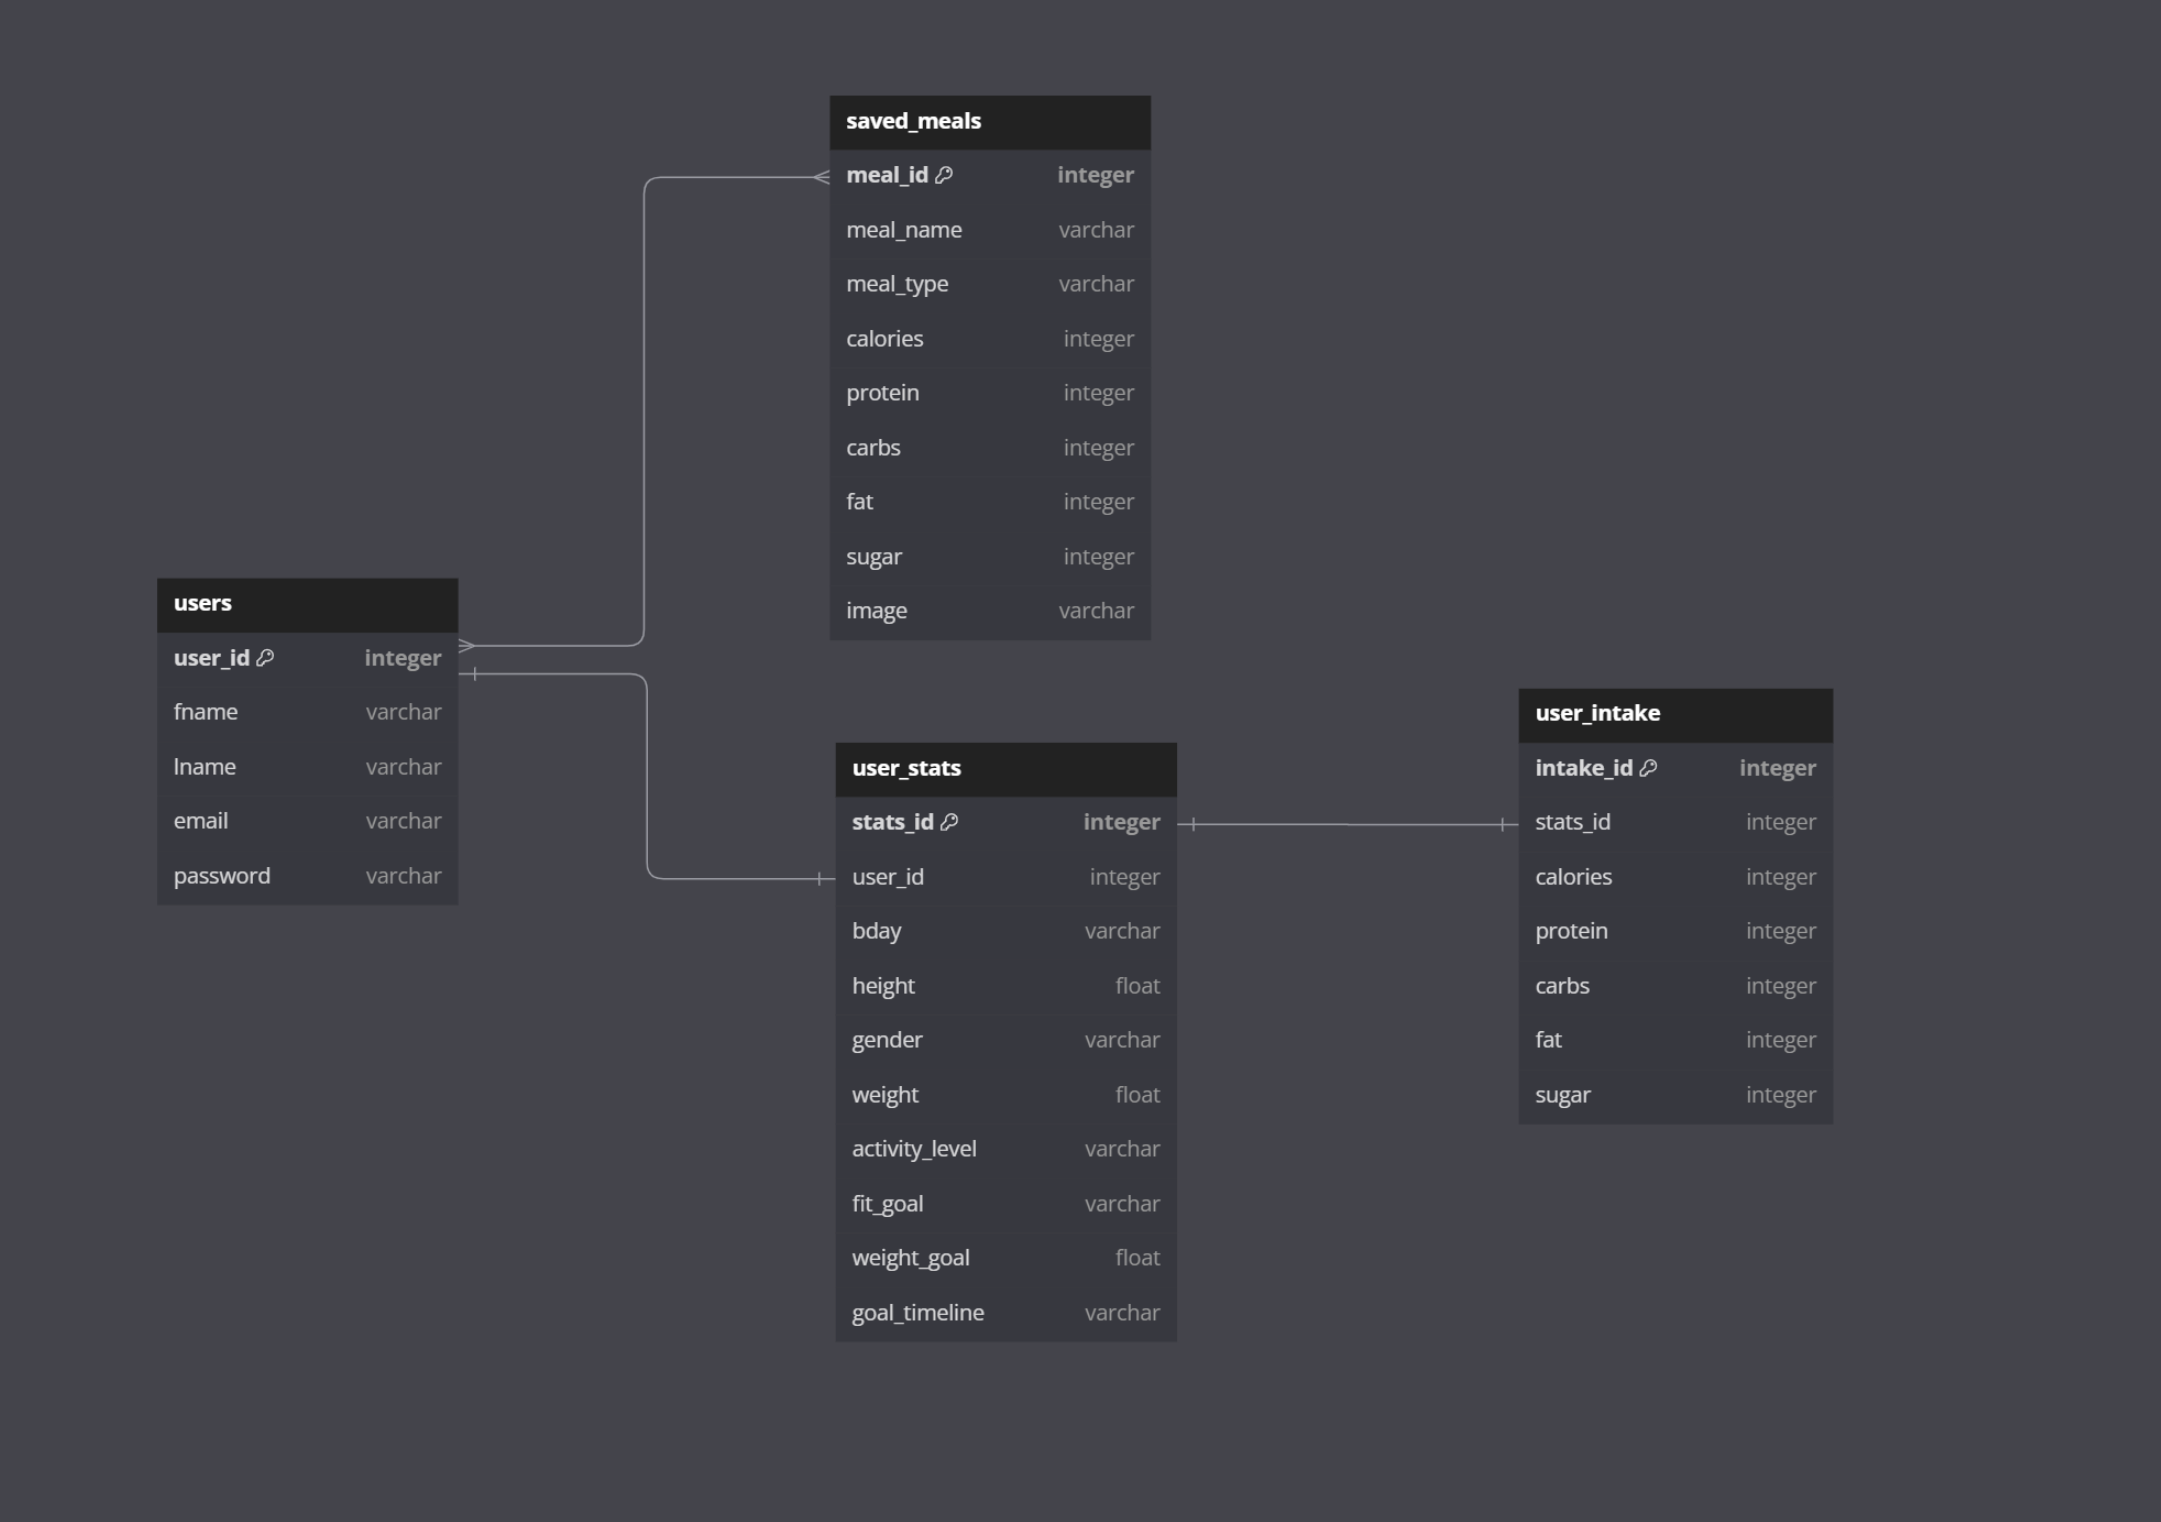 saved_meals
meal_id integer
meal_name varchar
meal_type varchar
calories integer
protein integer
carbs integer
fat integer
sugar integer
image varchar
users
user_id integer
fname varchar
lname varchar
email varchar
password varchar
user_stats
stats_id integer
user_id integer
bday varchar
height float
gender varchar
weight float
activity_level varchar
fit_goal varchar
weight_goal float
goal_timeline varchar
user_intake
intake_id integer
stats_id integer
calories integer
protein integer
carbs integer
fat integer
sugar integer